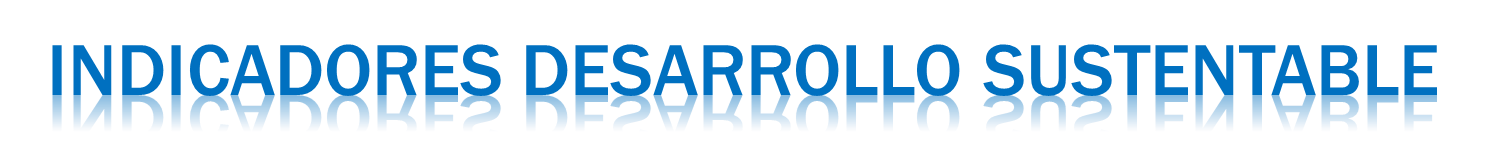 INDICADORES DESARROLLO SUSTENTABLE